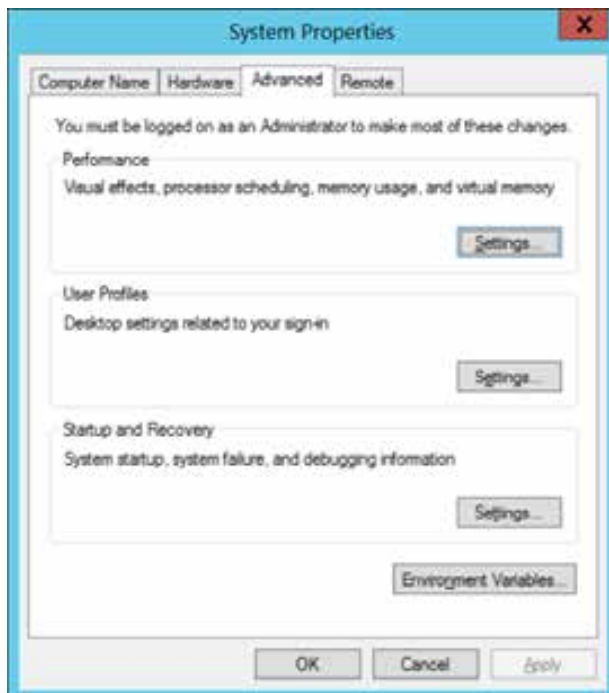 System Properties
Computer Name Hardware Advanced Remote
You must be logged on as an Administrator to make most of these changes.
Performance
Visual effects, processor scheduling, memory usage, and virtual memory
Settings...
User Profiles
Desktop settings related to your sign-in
Settings...
Startup and Recovery
System startup, system failure, and debugging information
Settings...
Environment Variables...
OK Cancel Apply